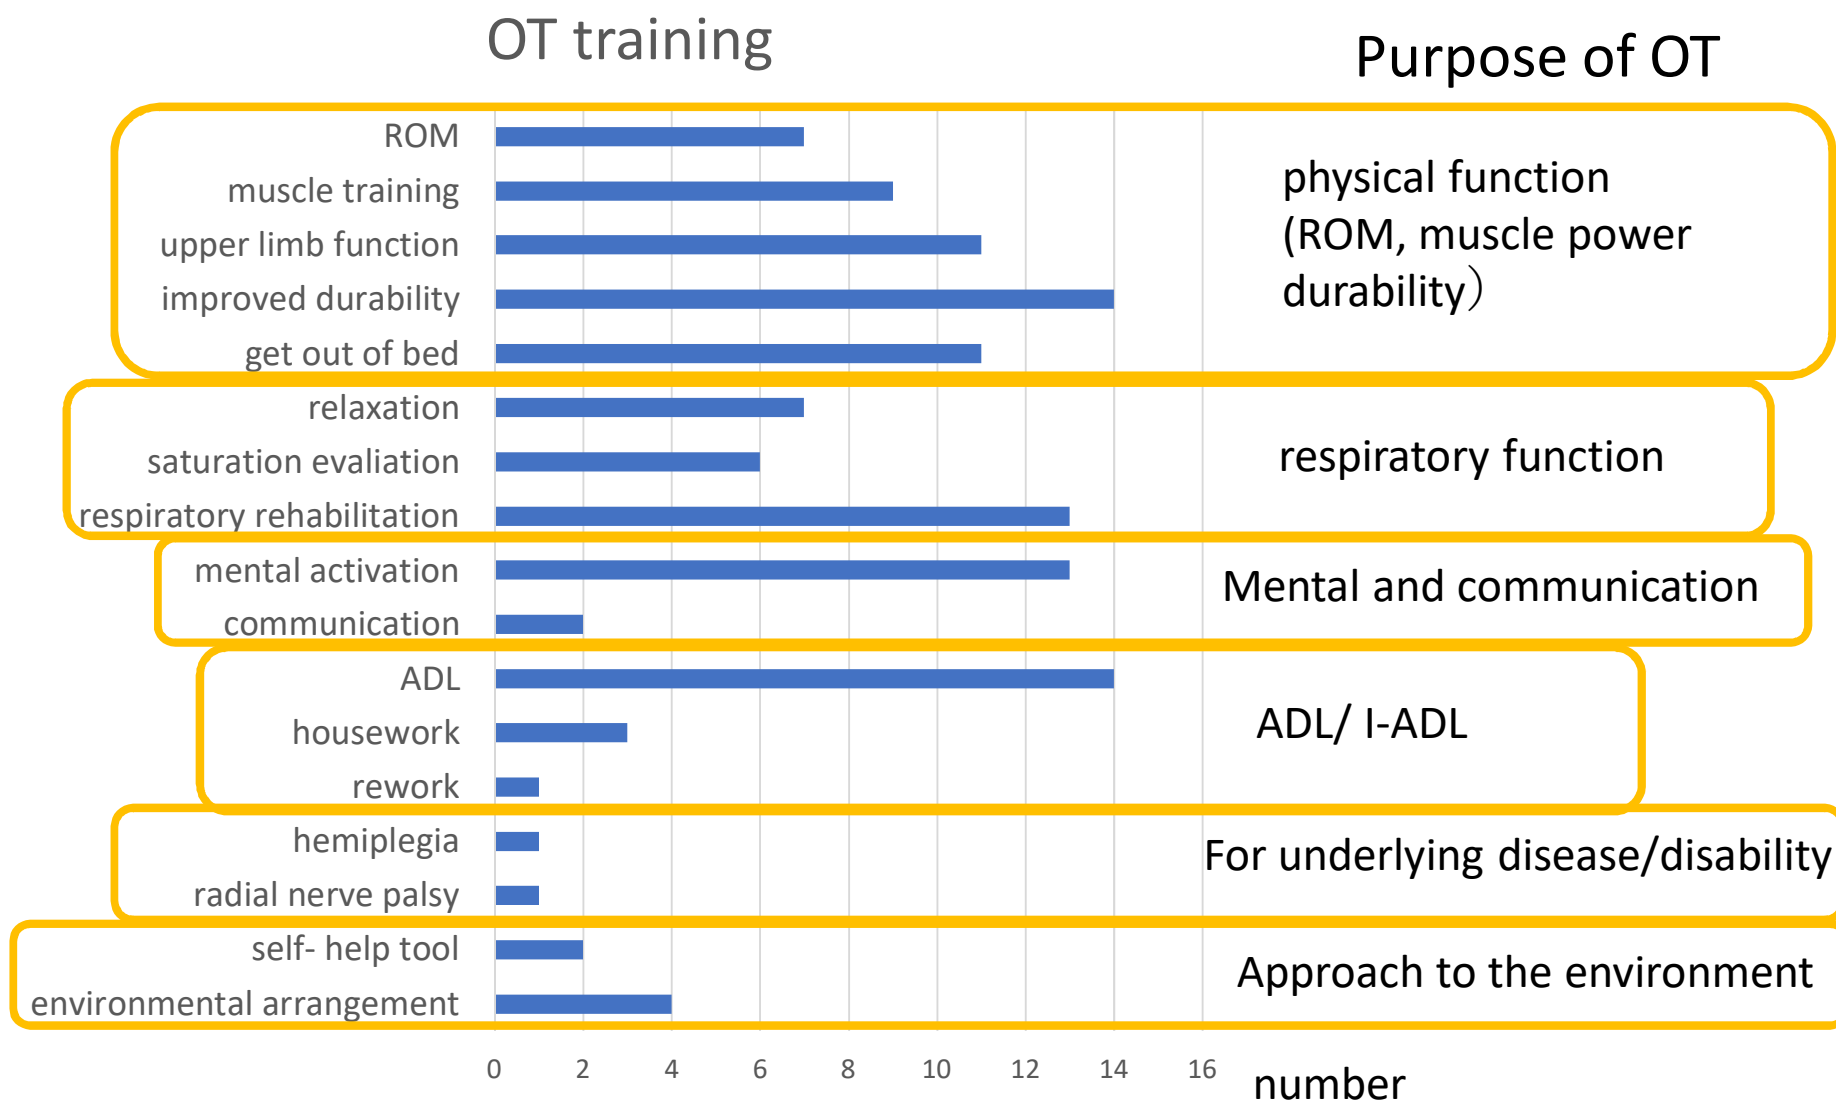 OT training
Purpose of OT
ROM
muscle training
upper limb function
improved durability
get out of bed
physical function
(ROM, muscle power
durability）
relaxation
saturation evaliation
respiratory rehabilitation
respiratory function
mental activation
communication
Mental and communication
ADL
housework
rework
ADL/ I-ADL
hemiplegia
radial nerve palsy
For underlying disease/disability
self- help tool
environmental arrangement
Approach to the environment
0 2 4 6 8 10 12 14 16
number